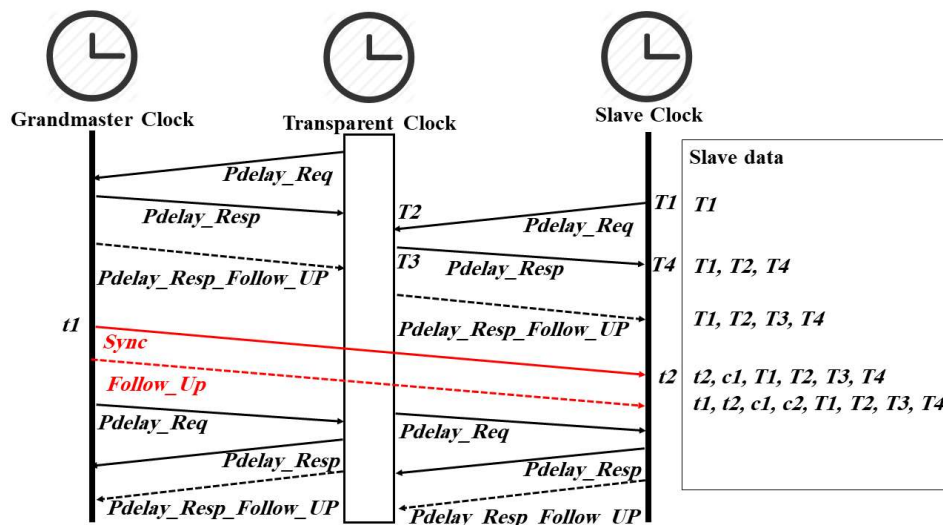 Grandmaster Clock
Transparent Clock
Slave Clock
Slave data
Pdelay_Req
Pdelay_Resp
T2
Pdelay_Req
T1
T1
Pdelay_Resp_Follow_UP
T3
Pdelay_Resp
T4
T1, T2, T4
Pdelay_Resp_Follow_UP
T1, T2, T3, T4
t1
Sync
t2
t2, c1, T1, T2, T3, T4
Follow_Up
t1, t2, c1, c2, T1, T2, T3, T4
Pdelay_Req
Pdelay_Req
Pdelay_Resp
Pdelay_Resp
Pdelay_Resp_Follow_UP
Pdelay_Resp_Follow_UP